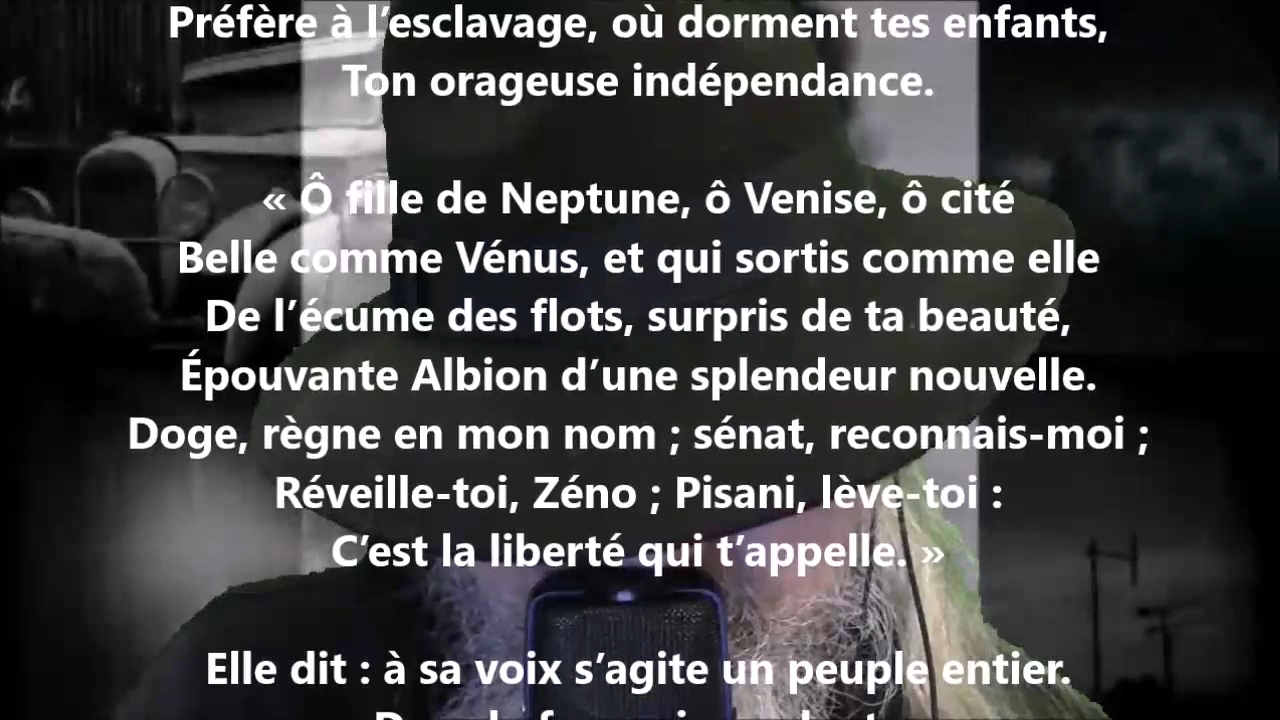 Préfère à l’esclavage, où dorment tes enfants,
Ton orageuse indépendance.
« Ô fille de Neptune, ô Venise, ô cité
Belle comme Vénus, et qui sortis comme elle
De l’écume des flots, surpris de ta beauté,
Épouvante Albion d’une splendeur nouvelle.
Doge, règne en mon nom ; sénat, reconnais-moi ;
Réveille-toi, Zéno ; Pisani, lève-toi :
C’est la liberté qui t’appelle. »
Elle dit : à sa voix s’agite un peuple entier.